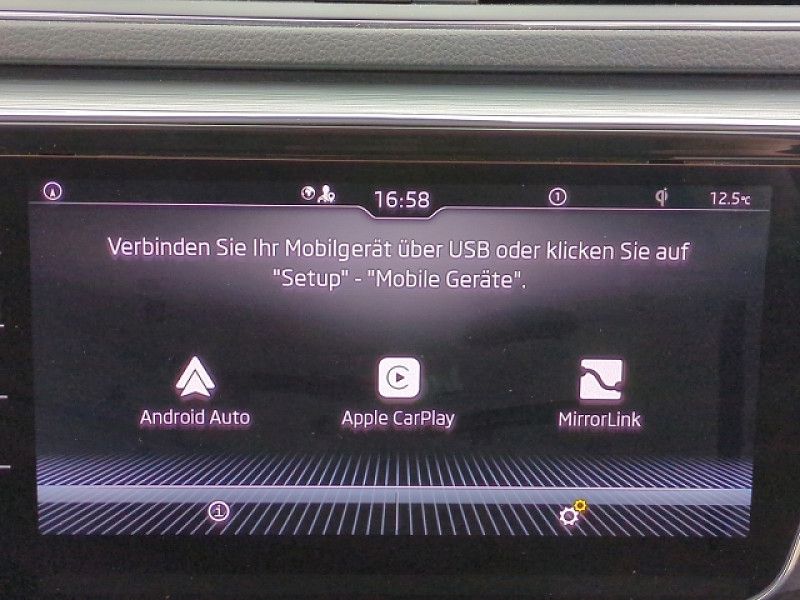 16:58
1
12.5°C
Verbinden Sie Ihr Mobilgerät über USB oder klicken Sie auf
"Setup" - "Mobile Geräte".
Android Auto
Apple CarPlay
MirrorLink